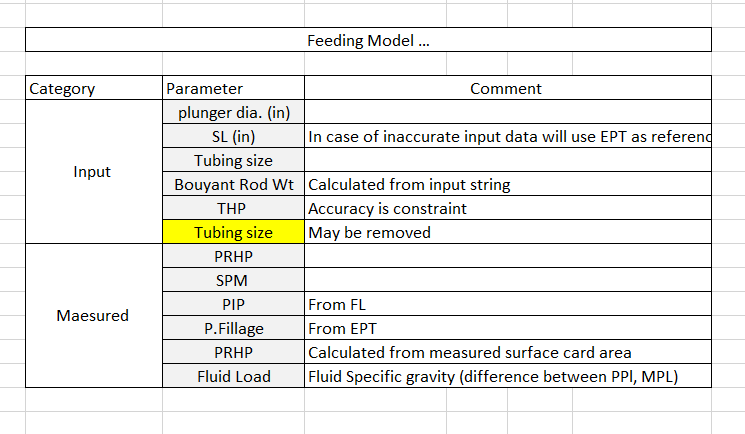 Feeding Model ...
Category Parameter Comment
Input
plunger dia. (in)
SL (in) In case of inaccurate input data will use EPT as referenc
Tubing size
Bouyant Rod Wt Calculated from input string
THP Accuracy is constraint
Tubing size May be removed
Maesured
PRHP
SPM
PIP From FL
P.Fillage From EPT
PRHP Calculated from measured surface card area
Fluid Load Fluid Specific gravity (difference between PPl, MPL)